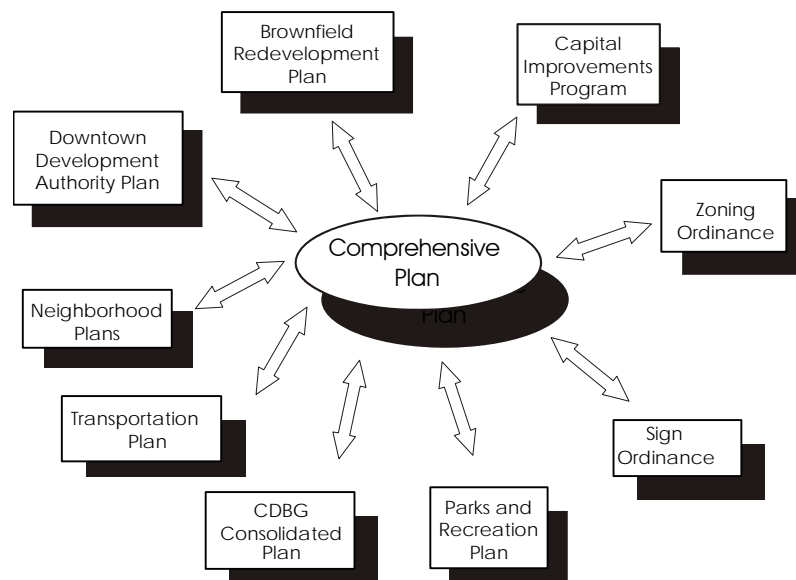 Brownfield
Redevelopment
Plan
Capital
Improvements
Program
Downtown
Development
Authority Plan
Zoning
Ordinance
Comprehensive
Plan
Plan
Neighborhood
Plans
Transportation
Plan
Sign
Ordinance
CDBG
Consolidated
Plan
Parks and
Recreation
Plan